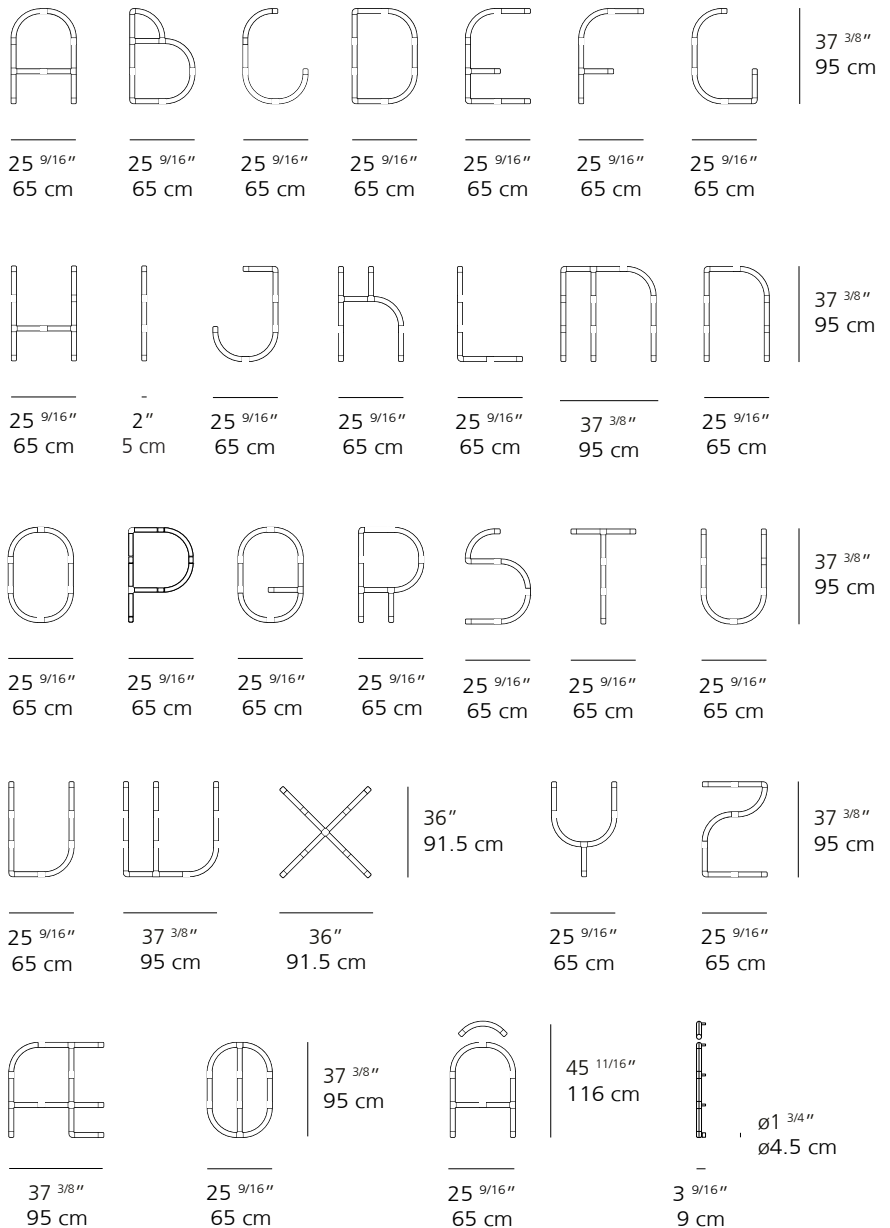 A B C D E F G
37 3/8"
95 cm
25 9/16" 25 9/16" 25 9/16" 25 9/16" 25 9/16" 25 9/16" 25 9/16"
65 cm 65 cm 65 cm 65 cm 65 cm 65 cm 65 cm
H I J h L m n
37 3/8"
95 cm
25 9/16" 2" 25 9/16" 25 9/16" 25 9/16" 37 3/8" 25 9/16"
65 cm 5 cm 65 cm 65 cm 65 cm 95 cm 65 cm
O P Q R S T U
37 3/8"
95 cm
25 9/16" 25 9/16" 25 9/16" 25 9/16" 25 9/16" 25 9/16" 25 9/16"
65 cm 65 cm 65 cm 65 cm 65 cm 65 cm 65 cm
V W X Y Z
36" 37 3/8"
91.5 cm 95 cm
25 9/16" 37 3/8" 36" 25 9/16" 25 9/16"
65 cm 95 cm 91.5 cm 65 cm 65 cm
Æ Ø Â
37 3/8" 45 11/16"
95 cm 116 cm
ø1 3/4"
ø4.5 cm
37 3/8" 25 9/16" 25 9/16" 3 9/16"
95 cm 65 cm 65 cm 9 cm